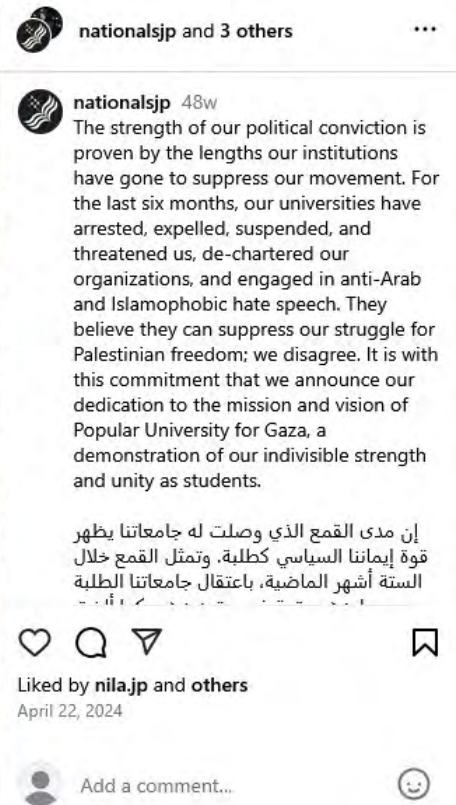 nationalsjp and 3 others
nationalsjp 48w
The strength of our political conviction is
proven by the lengths our institutions
have gone to suppress our movement. For
the last six months, our universities have
arrested, expelled, suspended, and
threatened us, de-chartered our
organizations, and engaged in anti-Arab
and Islamophobic hate speech. They
believe they can suppress our struggle for
Palestinian freedom; we disagree. It is with
this commitment that we announce our
dedication to the mission and vision of
Popular University for Gaza, a
demonstration of our indivisible strength
and unity as students.
إن مدى القمع الذي وصلت له جامعاتنا يظهر
قوة إيماننا السياسي كطلبة. وتمثل القمع خلال
الستة أشهر الماضية، باعتقال جامعاتنا الطلبة
Liked by nila.jp and others
April 22, 2024
Add a comment...